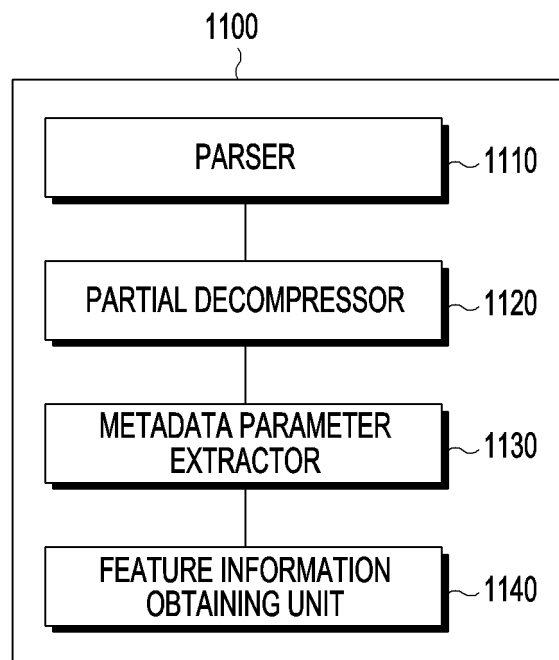 1100
PARSER
1110
PARTIAL DECOMPRESSOR
1120
METADATA PARAMETER
EXTRACTOR
1130
FEATURE INFORMATION
OBTAINING UNIT
1140